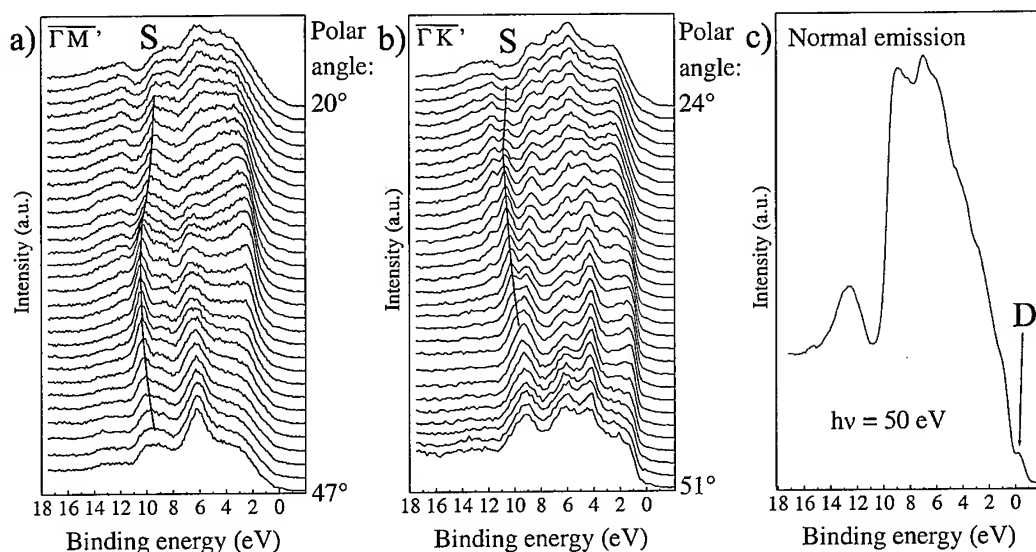 a) ΓM' S
Polar
angle:
20°
47°
Intensity (a.u.)
18 16 14 12 10 8 6 4 2 0
Binding energy (eV)
b) ΓK' S
Polar
angle:
24°
51°
Intensity (a.u.)
18 16 14 12 10 8 6 4 2 0
Binding energy (eV)
c) Normal emission
D
hν = 50 eV
Intensity (a.u.)
18 16 14 12 10 8 6 4 2 0
Binding energy (eV)